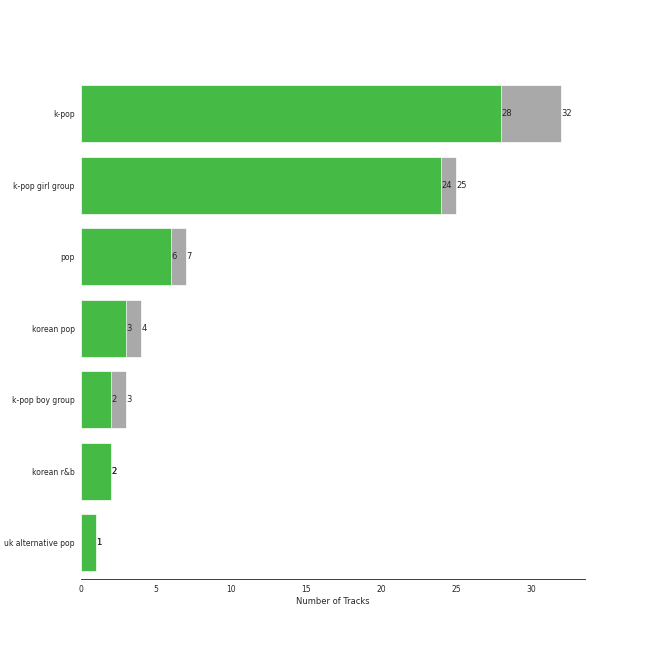 k-pop 28 32
k-pop girl group 24 25
pop 6 7
korean pop 3 4
k-pop boy group 2 3
korean r&b 2
uk alternative pop 1
0 5 10 15 20 25 30
Number of Tracks